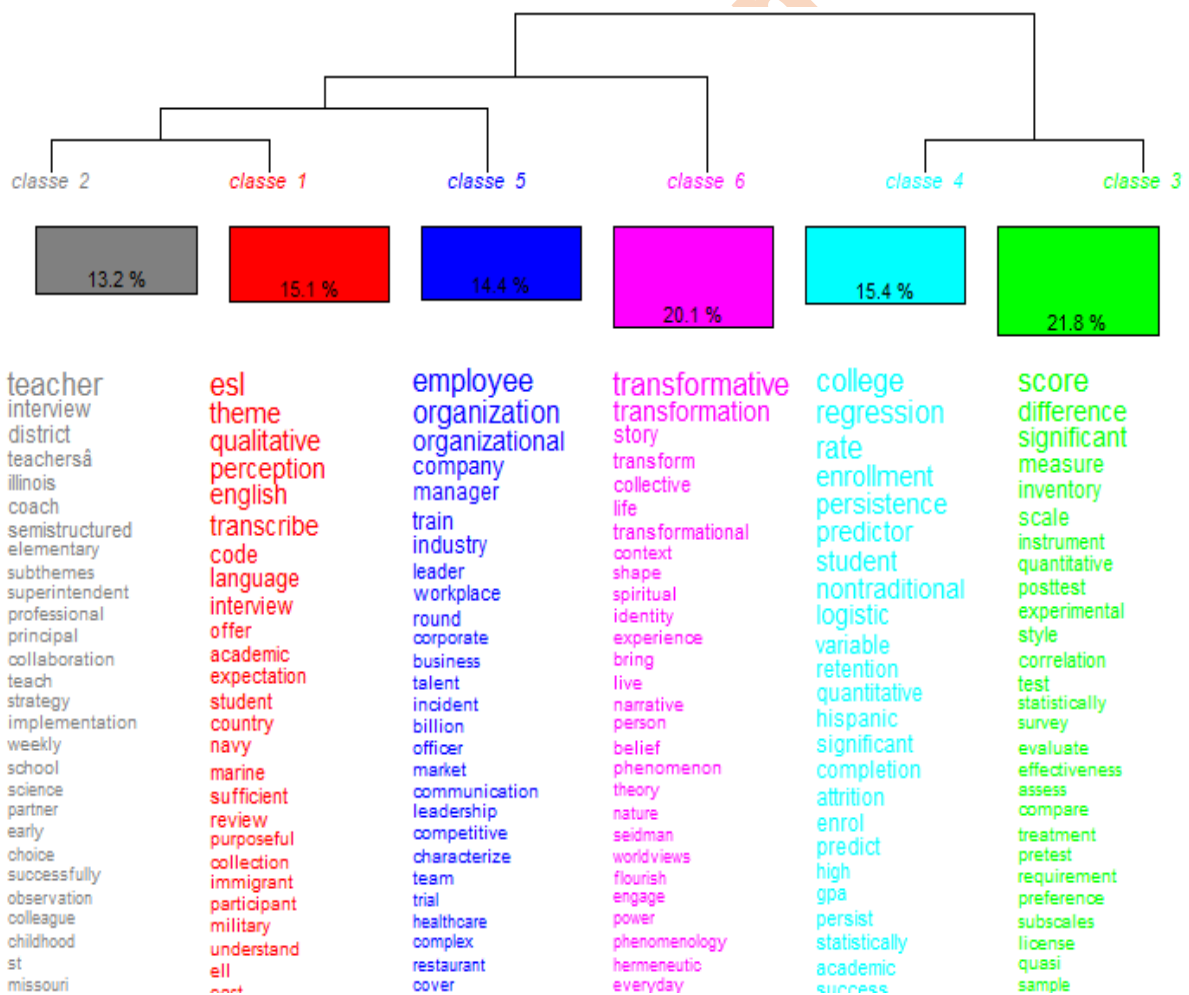 classe 2
classe 1
classe 5
classe 6
classe 4
classe 3
13.2 %
15.1 %
14.4 %
20.1 %
15.4 %
21.8 %
teacher
interview
district
teachersâ
illinois
coach
semistructured
elementary
subthemes
superintendent
professional
principal
collaboration
teach
strategy
implementation
weekly
school
science
partner
early
choice
successfully
observation
colleague
childhood
st
missouri
esl
theme
qualitative
perception
english
transcribe
code
language
interview
offer
academic
expectation
student
country
navy
marine
sufficient
review
purposeful
collection
immigrant
participant
military
understand
ell
employee
organization
organizational
company
manager
train
industry
leader
workplace
round
corporate
business
talent
incident
billion
officer
market
communication
leadership
competitive
characterize
team
trial
healthcare
complex
restaurant
cover
transformative
transformation
story
transform
collective
life
transformational
context
shape
spiritual
identity
experience
bring
live
narrative
person
belief
phenomenon
theory
nature
seidman
worldviews
flourish
engage
power
phenomenology
hermeneutic
everyday
college
regression
rate
enrollment
persistence
predictor
student
nontraditional
logistic
variable
retention
quantitative
hispanic
significant
completion
attrition
enrol
predict
high
gpa
persist
statistically
academic
success
score
difference
significant
measure
inventory
scale
instrument
quantitative
posttest
experimental
style
correlation
test
statistically
survey
evaluate
effectiveness
assess
compare
treatment
pretest
requirement
preference
subscales
license
quasi
sample